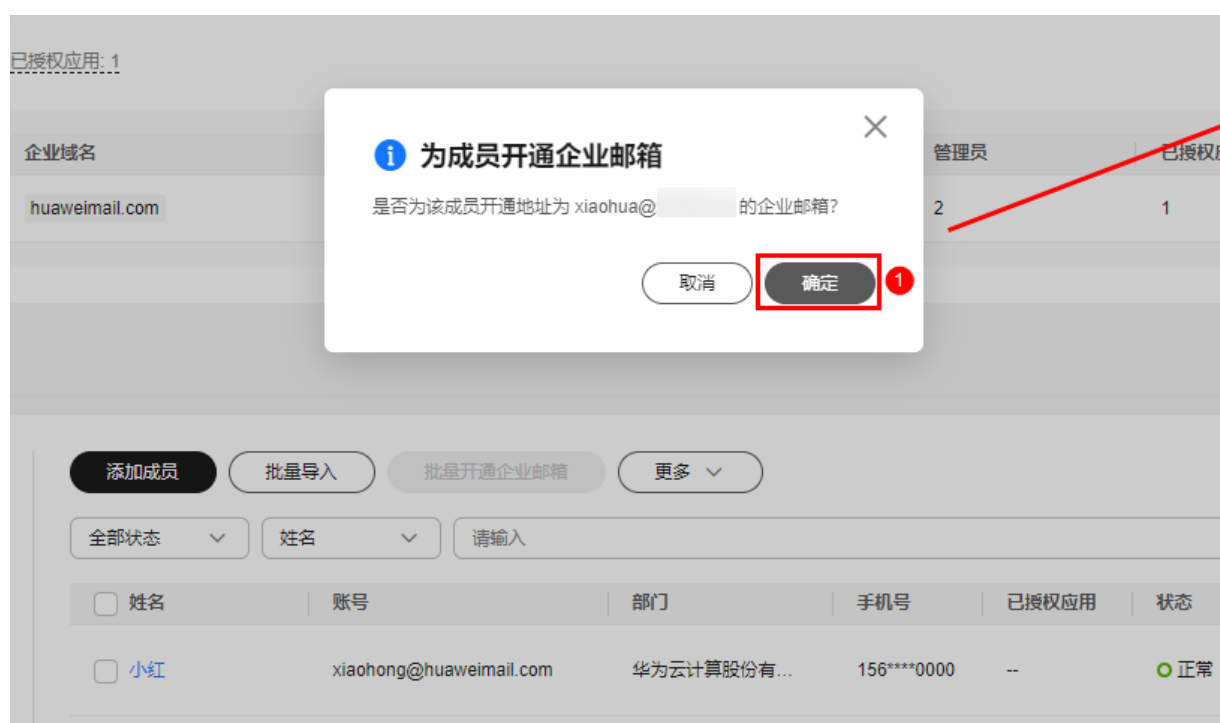 已授权应用: 1
企业域名
管理员
已授权
huaweimail.com
2
1
为成员开通企业邮箱
是否为该成员开通地址为 xiaohua@ 的企业邮箱?
取消
确定
1
添加成员
批量导入
批量开通企业邮箱
更多
全部状态
姓名
请输入
姓名
账号
部门
手机号
已授权应用
状态
小红
xiaohong@huaweimail.com
华为云计算股份有...
156****0000
--
正常